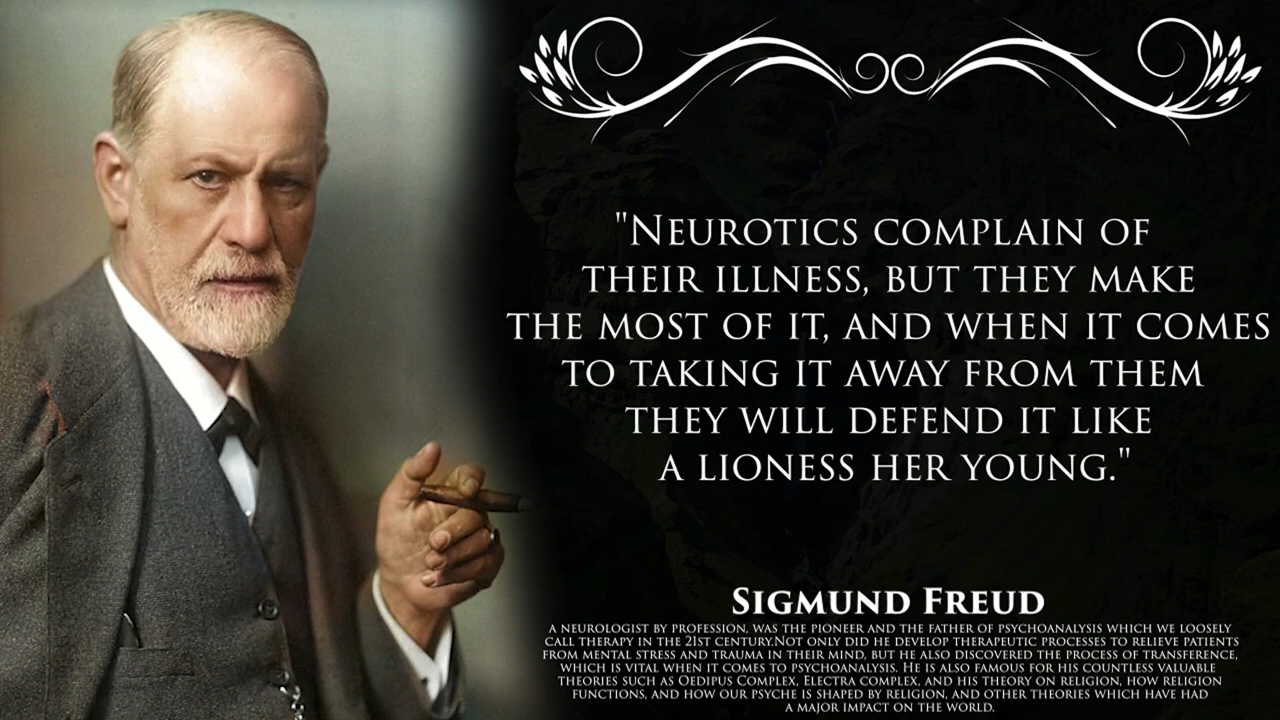 "Neurotics complain of
their illness, but they make
the most of it, and when it comes
to taking it away from them
they will defend it like
a lioness her young."
Sigmund Freud
a neurologist by profession, was the pioneer and the father of psychoanalysis which we loosely
call therapy in the 21st century.Not only did he develop therapeutic processes to relieve patients
from mental stress and trauma in their mind, but he also discovered the process of transference,
which is vital when it comes to psychoanalysis. He is also famous for his countless valuable
theories such as Oedipus Complex, Electra complex, and his theory on religion, how religion
functions, and how our psyche is shaped by religion, and other theories which have had
a major impact on the world.